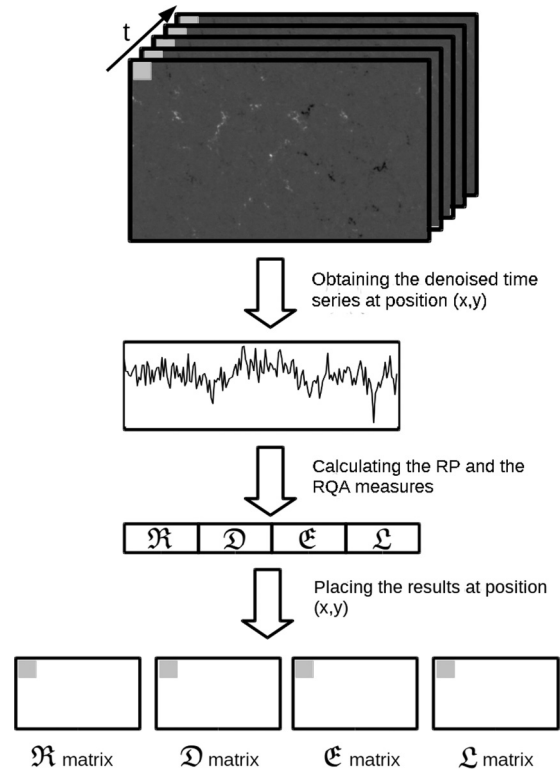 t
Obtaining the denoised time
series at position (x,y)
Calculating the RP and the
RQA measures
ℜ 𝔇 𝔈 𝔏
Placing the results at position
(x,y)
ℜ matrix 𝔇 matrix 𝔈 matrix 𝔏 matrix